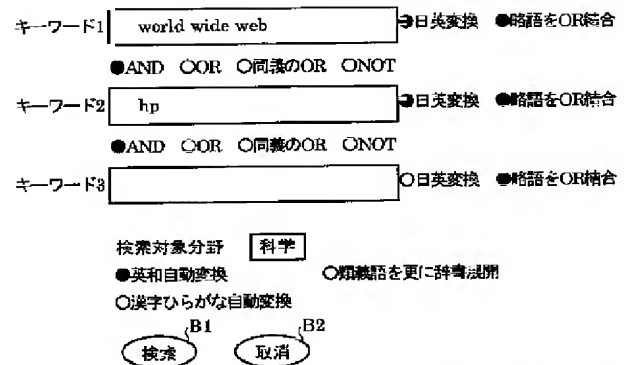 キーワード1 world wide web ●日英変換 ●略語をOR結合
●AND ○OR ○同義のOR ○NOT
キーワード2 hp ●日英変換 ●略語をOR結合
●AND ○OR ○同義のOR ○NOT
キーワード3 ○日英変換 ●略語をOR結合
検索対象分野 科学
●英和自動変換 ○類義語を更に辞書展開
○漢字ひらがな自動変換
B1 B2
検索 取消